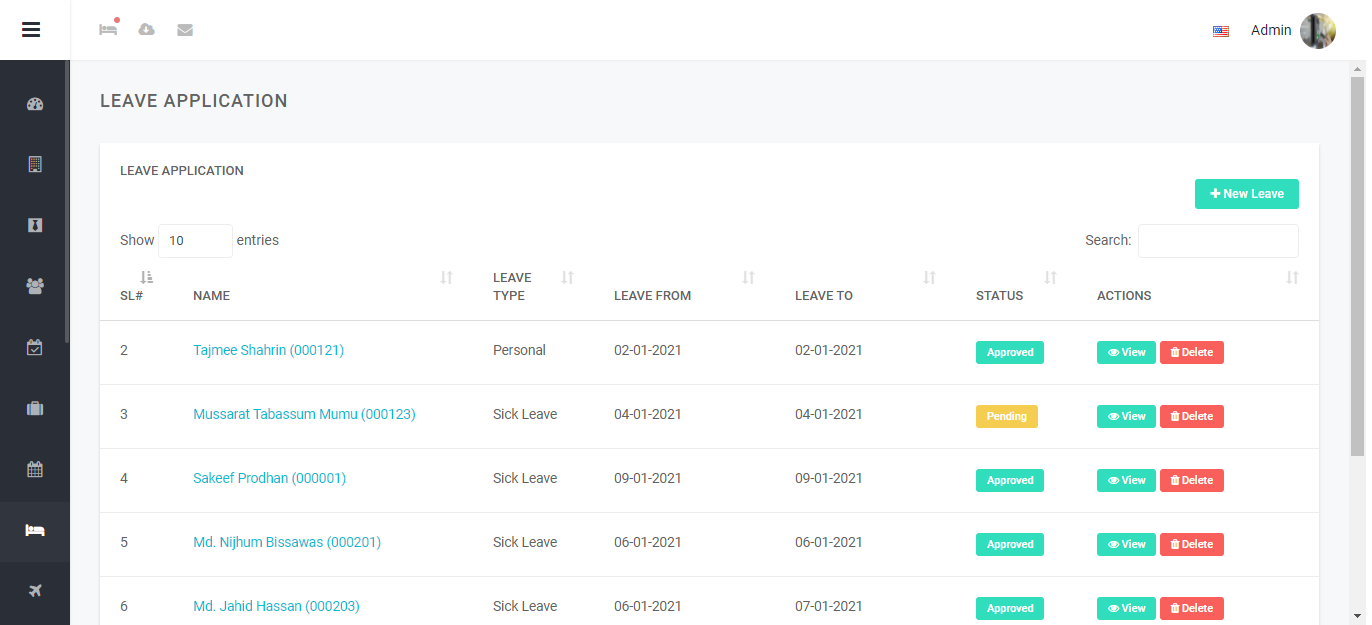 Admin
LEAVE APPLICATION
LEAVE APPLICATION
New Leave
Show 10 entries Search:
SL# NAME LEAVE TYPE LEAVE FROM LEAVE TO STATUS ACTIONS
2 Tajmee Shahrin (000121) Personal 02-01-2021 02-01-2021 Approved View Delete
3 Mussarat Tabassum Mumu (000123) Sick Leave 04-01-2021 04-01-2021 Pending View Delete
4 Sakeef Prodhan (000001) Sick Leave 09-01-2021 09-01-2021 Approved View Delete
5 Md. Nijhum Bissawas (000201) Sick Leave 06-01-2021 06-01-2021 Approved View Delete
6 Md. Jahid Hassan (000203) Sick Leave 06-01-2021 07-01-2021 Approved View Delete